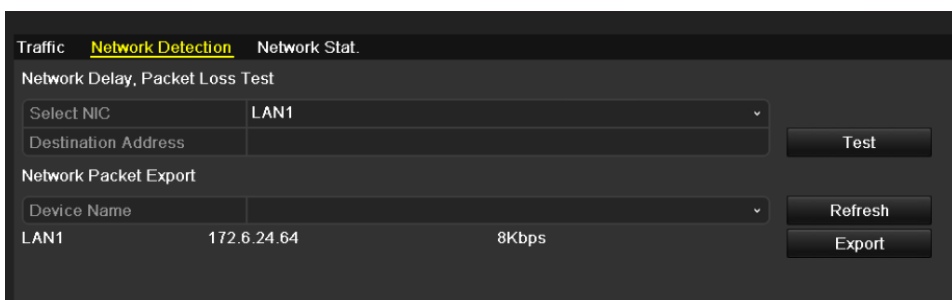 Traffic Network Detection Network Stat.
Network Delay, Packet Loss Test
Select NIC LAN1
Destination Address Test
Network Packet Export
Device Name Refresh
LAN1 172.6.24.64 8Kbps Export